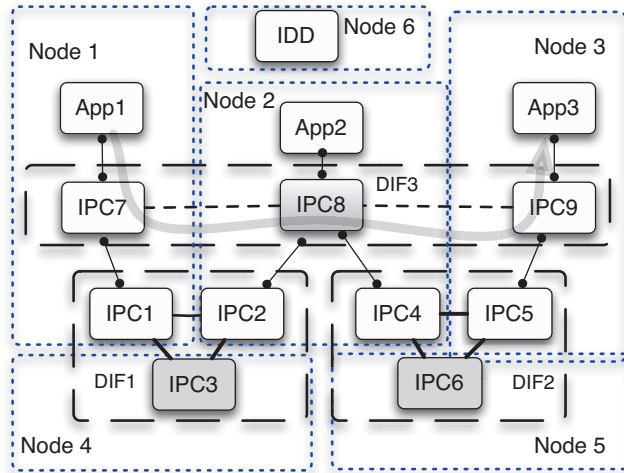 Node 1
IDD
Node 6
Node 3
App1
Node 2
App2
App3
IPC7
IPC8
DIF3
IPC9
IPC1
IPC2
IPC4
IPC5
DIF1
IPC3
IPC6
DIF2
Node 4
Node 5